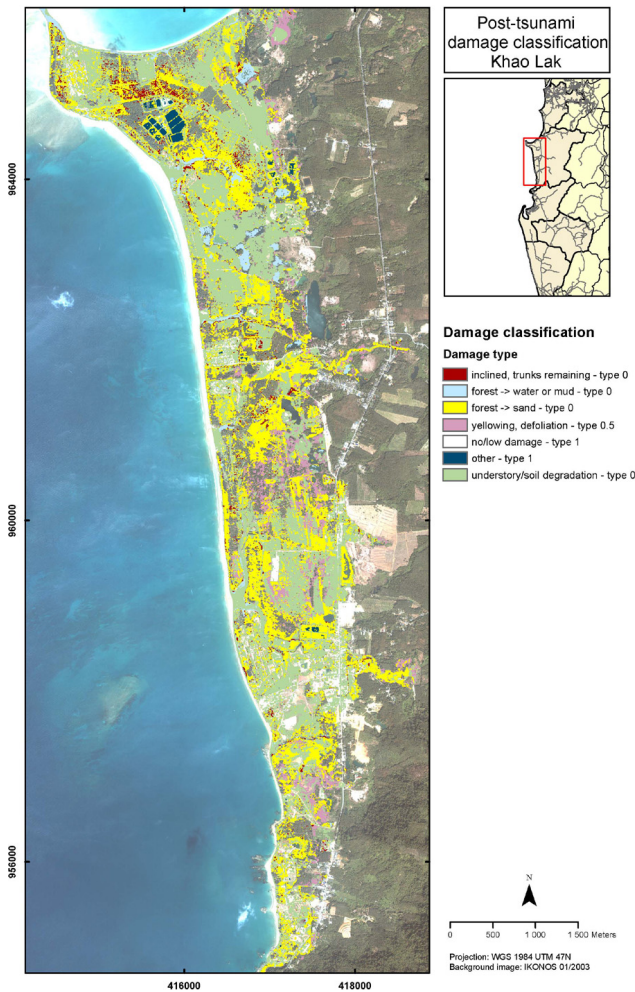 Post-tsunami
damage classification
Khao Lak
964000
960000
956000
416000
418000
Damage classification
Damage type
inclined, trunks remaining - type 0
forest -> water or mud - type 0
forest -> sand - type 0
yellowing, defoliation - type 0.5
no/low damage - type 1
other - type 1
understory/soil degradation - type 0
N
0 500 1 000 1 500 Meters
Projection: WGS 1984 UTM 47N
Background image: IKONOS 01/2003